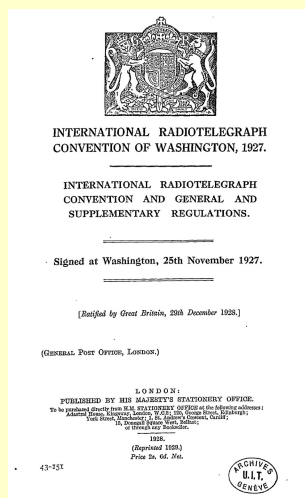 INTERNATIONAL RADIOTELEGRAPH
CONVENTION OF WASHINGTON, 1927.
INTERNATIONAL RADIOTELEGRAPH
CONVENTION AND GENERAL AND
SUPPLEMENTARY REGULATIONS.
Signed at Washington, 25th November 1927.
[Ratified by Great Britain, 29th December 1928.]
(GENERAL POST OFFICE, LONDON.)
LONDON:
PUBLISHED BY HIS MAJESTY'S STATIONERY OFFICE.
To be purchased directly from H.M. STATIONERY OFFICE at the following addresses:
Adastral House, Kingsway, London, W.C.2; 120, George Street, Edinburgh;
York Street, Manchester; 1, St. Andrew's Crescent, Cardiff;
15, Donegall Square West, Belfast;
or through any Bookseller.
1928.
(Reprinted 1929.)
Price 2s. 6d. Net.
43-151
ARCHIVES
U.I.T.
GENÈVE